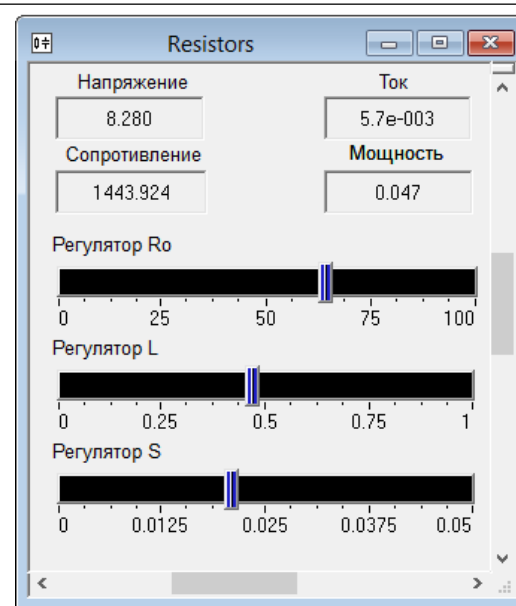 Resistors
Напряжение Ток
8.280 5.7e-003
Сопротивление Мощность
1443.924 0.047
Регулятор Ro
0 25 50 75 100
Регулятор L
0 0.25 0.5 0.75 1
Регулятор S
0 0.0125 0.025 0.0375 0.05